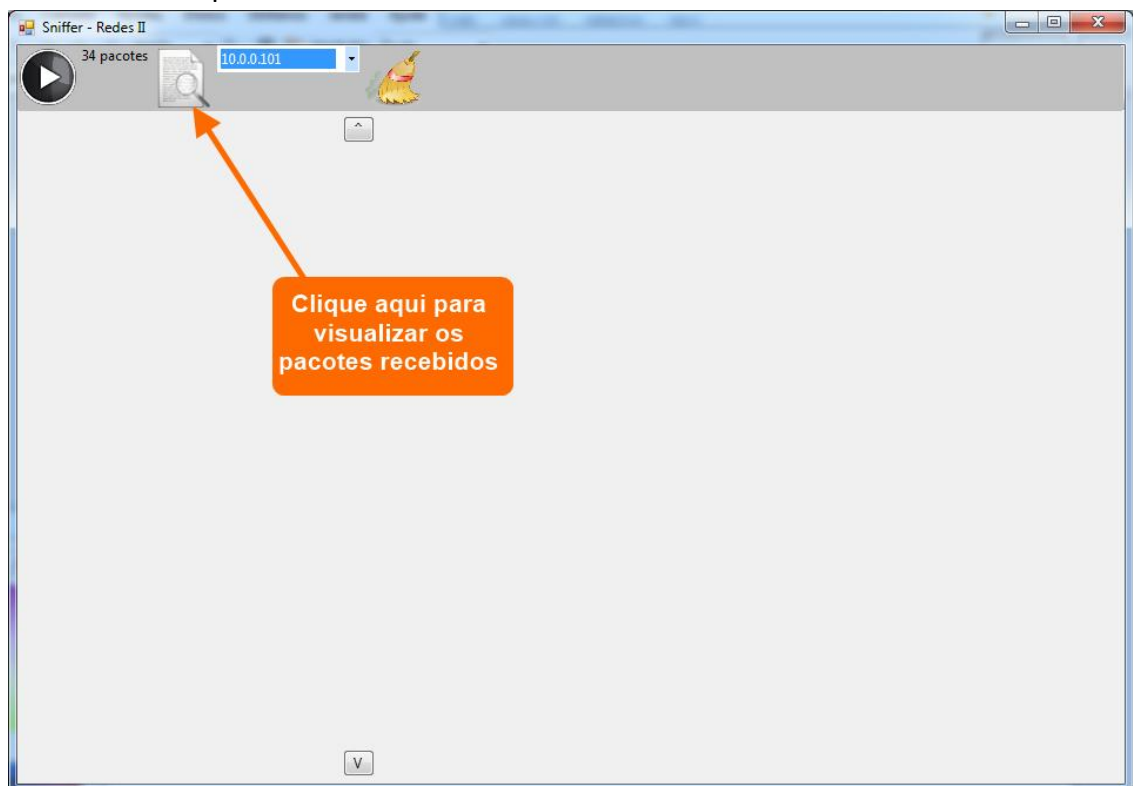 Sniffer - Redes II
34 pacotes
10.0.0.101
^
Clique aqui para
visualizar os
pacotes recebidos
V